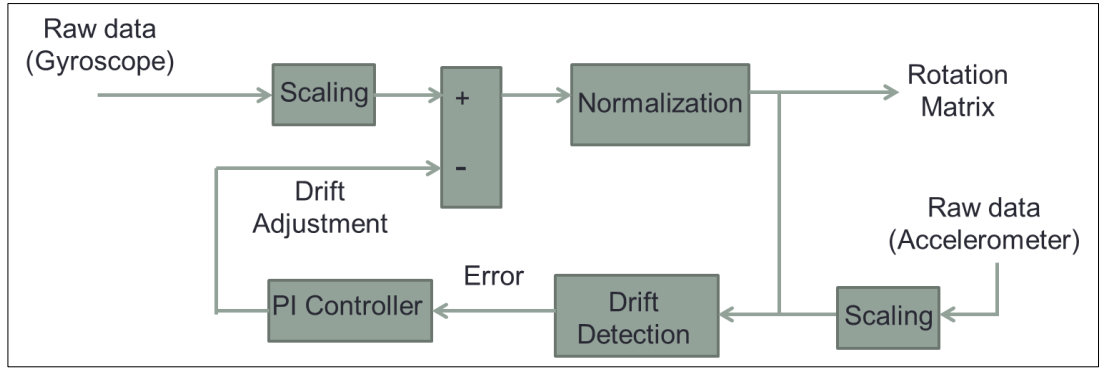 Raw data
(Gyroscope)
Scaling
+
-
Normalization
Rotation
Matrix
Drift
Adjustment
Raw data
(Accelerometer)
Error
PI Controller
Drift
Detection
Scaling